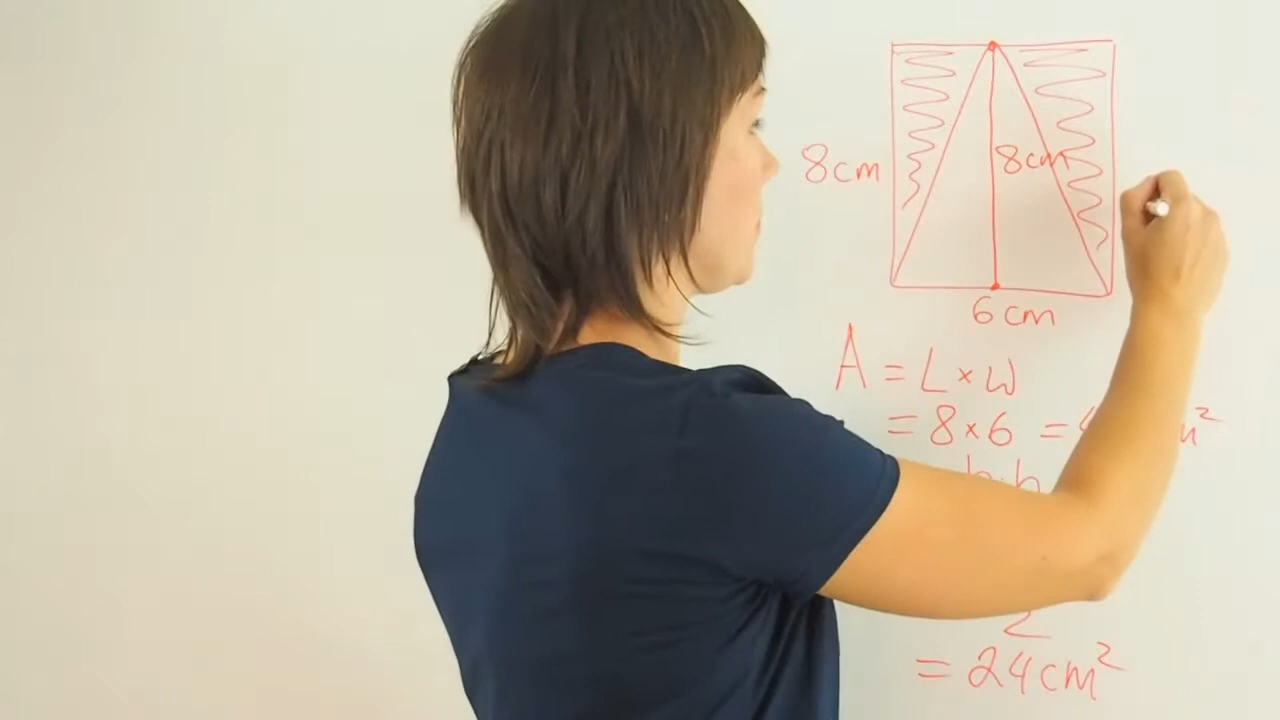 8cm
8cm
6cm
A = L × W
= 8 × 6 =
b·h
2
= 24cm²